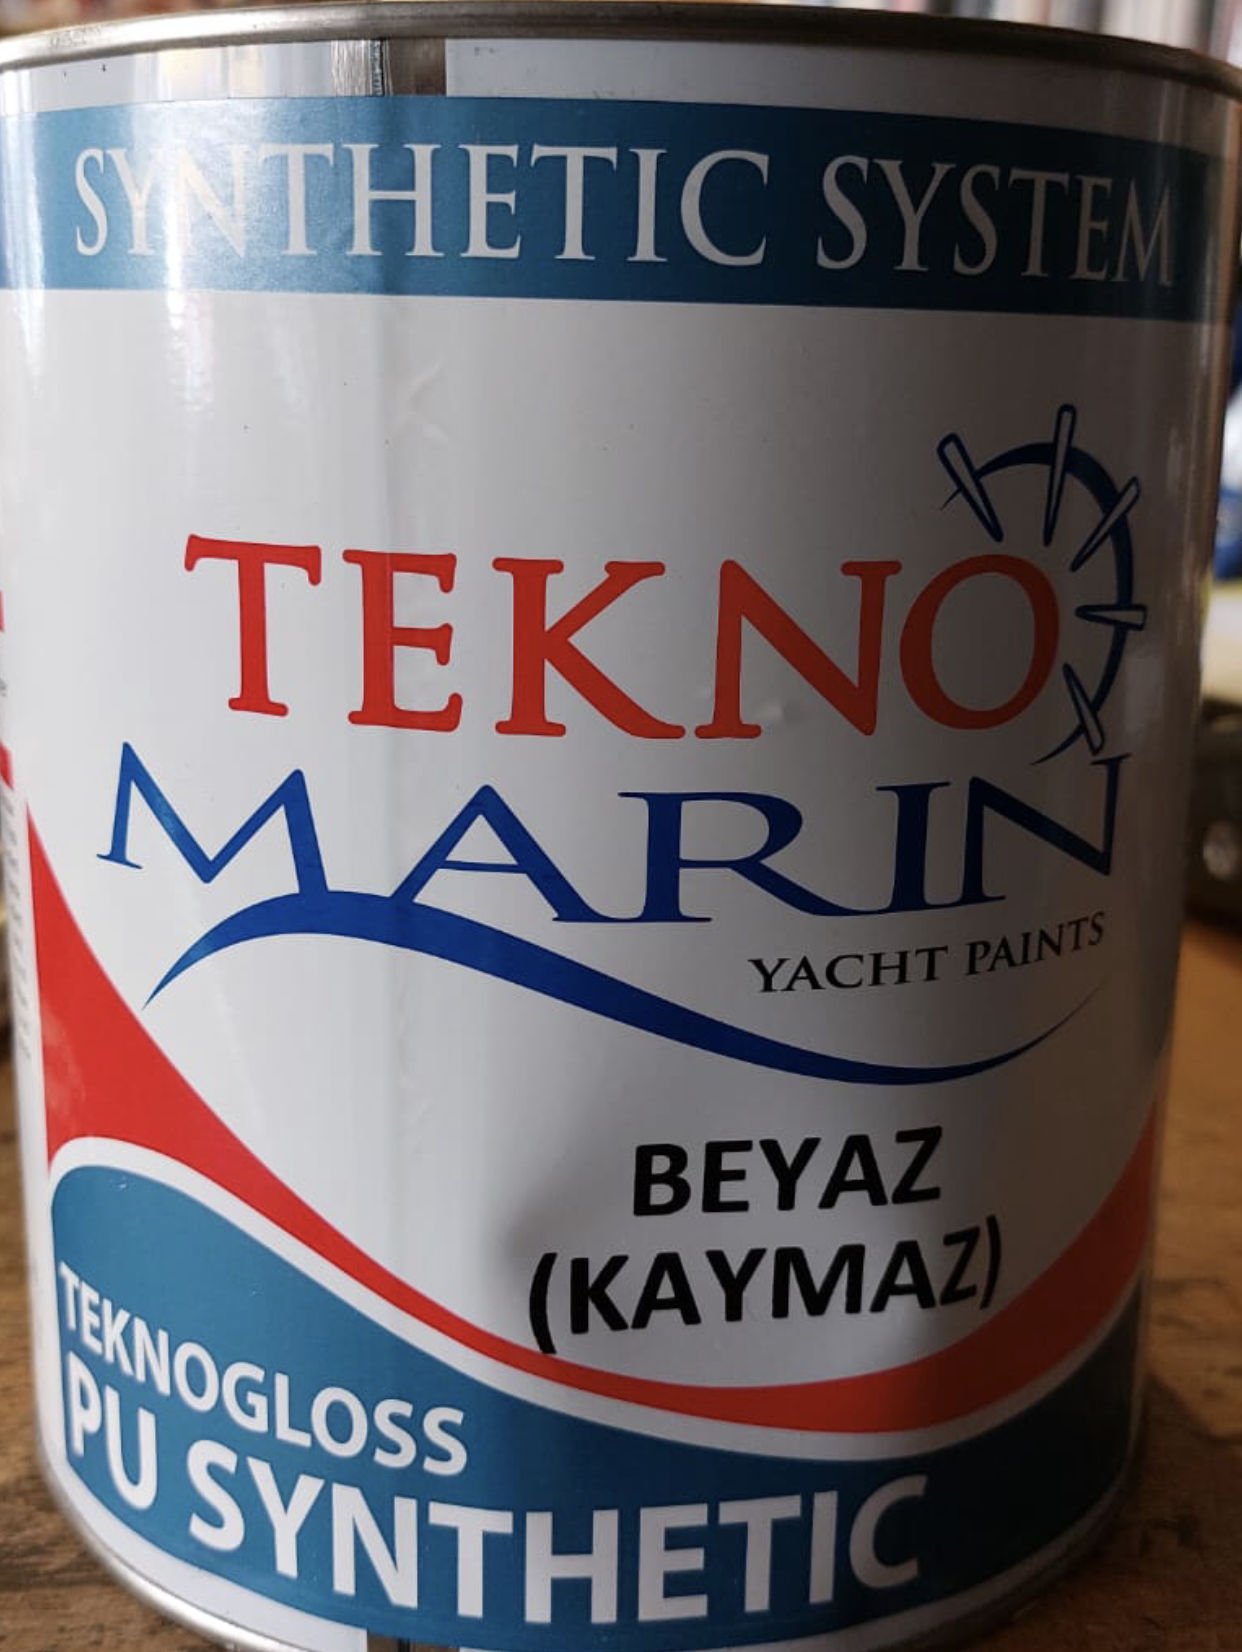 SYNTHETIC SYSTEM
TEKNO
MARIN
YACHT PAINTS
BEYAZ
(KAYMAZ)
TEKNOGLOSS
PU SYNTHETIC